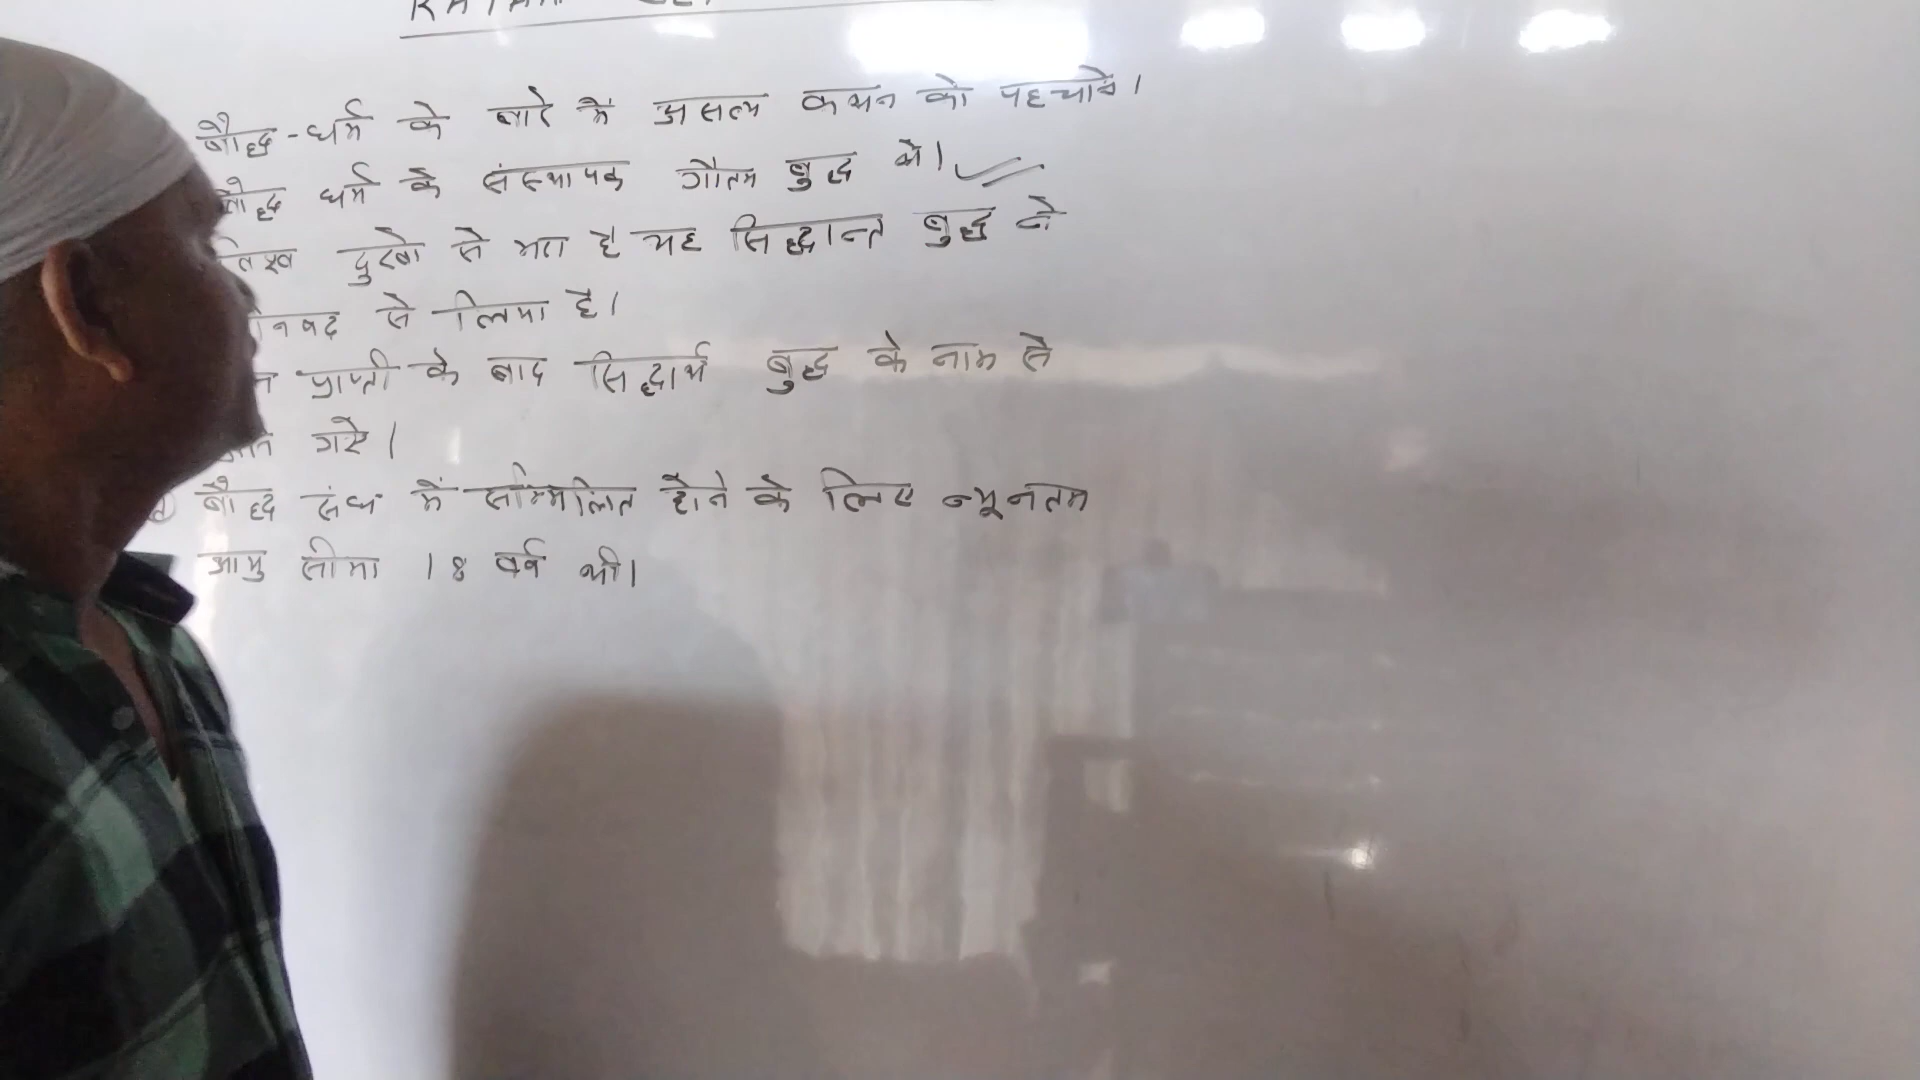 बौद्ध-धर्म के बारे में असत्य कथन को पहचाने।
बौद्ध धर्म के संस्थापक गौतम बुद्ध थे।
विश्व दुखो से भरा है यह सिद्धान्त बुद्ध ने
से लिया है।
प्राप्ती के बाद सिद्धार्थ बुद्ध के नाम से
गये।
बौद्ध संघ में सम्मिलित होने के लिए न्यूनतम
आयु सीमा 18 वर्ष थी।